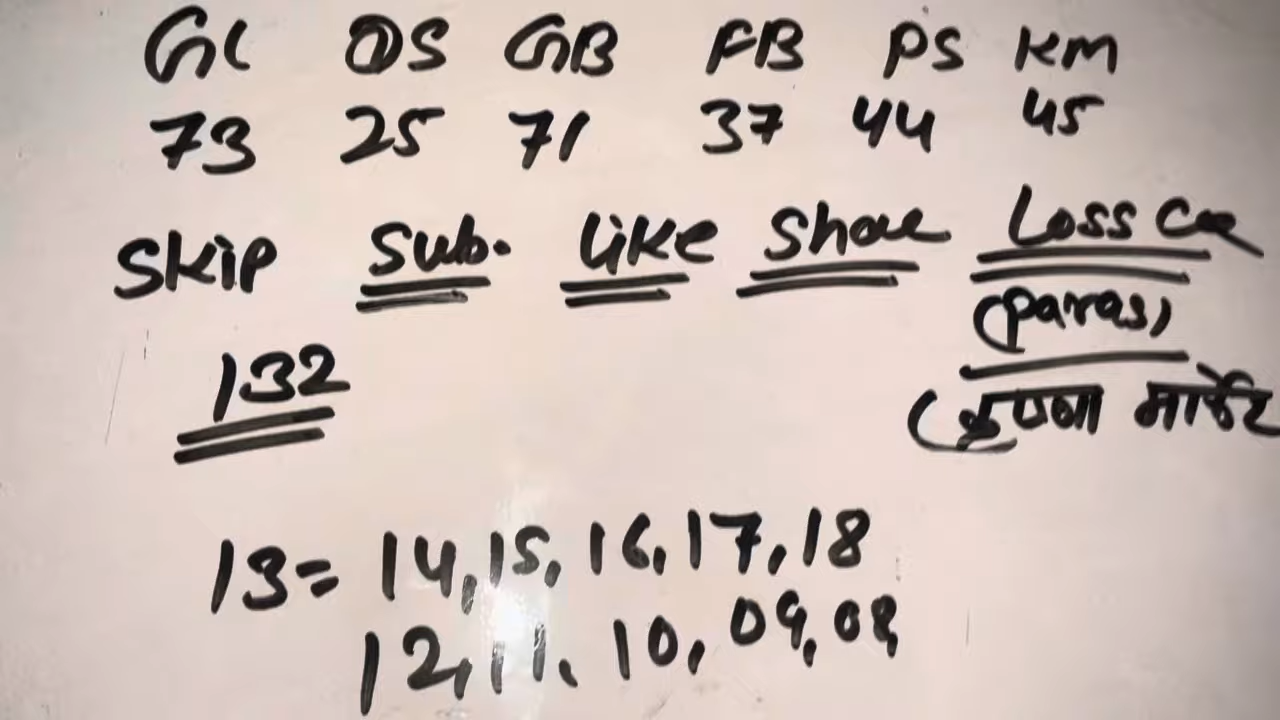 GL DS GB FB PS KM
73 25 71 37 44 45
Skip Sub. Like Share Loss Cov
(Paras)
132 ( मार्केट
13= 14,15,16,17,18
12,11,10,09,08